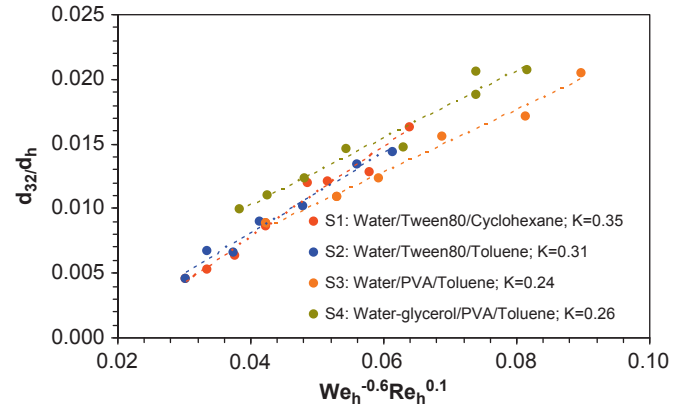 0.025
0.020
0.015
0.010
0.005
0.000
d32/dh
S1: Water/Tween80/Cyclohexane; K=0.35
S2: Water/Tween80/Toluene; K=0.31
S3: Water/PVA/Toluene; K=0.24
S4: Water-glycerol/PVA/Toluene; K=0.26
0.02 0.04 0.06 0.08 0.10
Weh^-0.6Reh^0.1